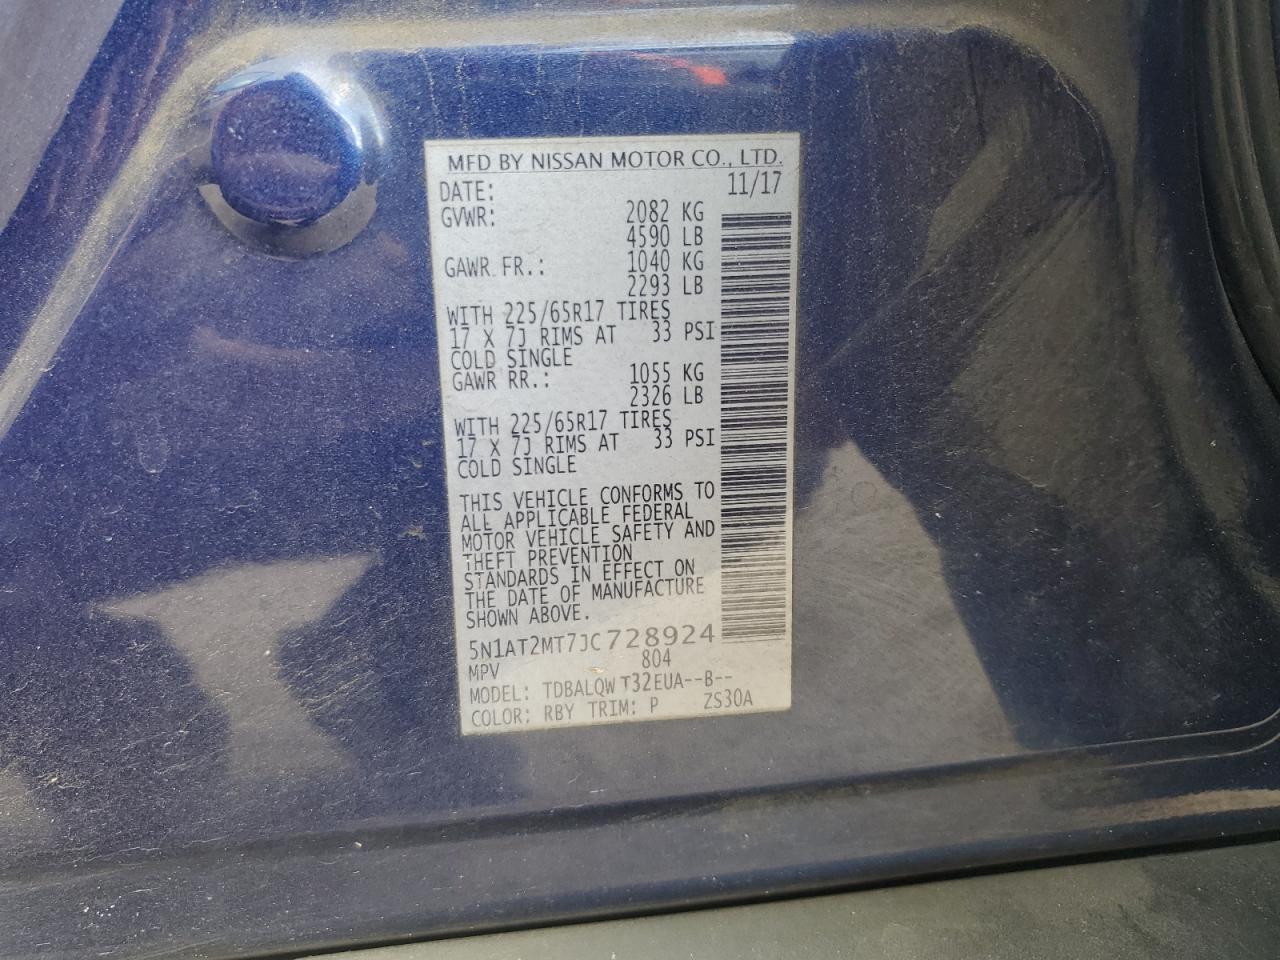 MFD BY NISSAN MOTOR CO., LTD.
DATE: 11/17
GVWR: 2082 KG
4590 LB
GAWR FR.: 1040 KG
2293 LB
WITH 225/65R17 TIRES
17 X 7J RIMS AT 33 PSI
COLD SINGLE
GAWR RR.: 1055 KG
2326 LB
WITH 225/65R17 TIRES
17 X 7J RIMS AT 33 PSI
COLD SINGLE
THIS VEHICLE CONFORMS TO
ALL APPLICABLE FEDERAL
MOTOR VEHICLE SAFETY AND
THEFT PREVENTION
STANDARDS IN EFFECT ON
THE DATE OF MANUFACTURE
SHOWN ABOVE.
5N1AT2MT7JC728924
MPV 804
MODEL: TDBALQW T32EUA--B--
COLOR: RBY TRIM: P ZS30A